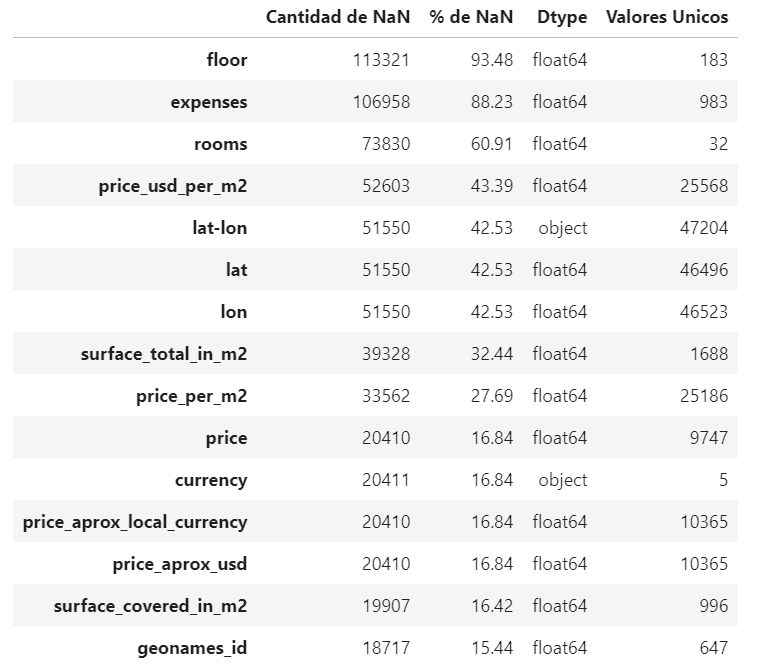 Cantidad de NaN % de NaN Dtype Valores Unicos
floor 113321 93.48 float64 183
expenses 106958 88.23 float64 983
rooms 73830 60.91 float64 32
price_usd_per_m2 52603 43.39 float64 25568
lat-lon 51550 42.53 object 47204
lat 51550 42.53 float64 46496
lon 51550 42.53 float64 46523
surface_total_in_m2 39328 32.44 float64 1688
price_per_m2 33562 27.69 float64 25186
price 20410 16.84 float64 9747
currency 20411 16.84 object 5
price_aprox_local_currency 20410 16.84 float64 10365
price_aprox_usd 20410 16.84 float64 10365
surface_covered_in_m2 19907 16.42 float64 996
geonames_id 18717 15.44 float64 647